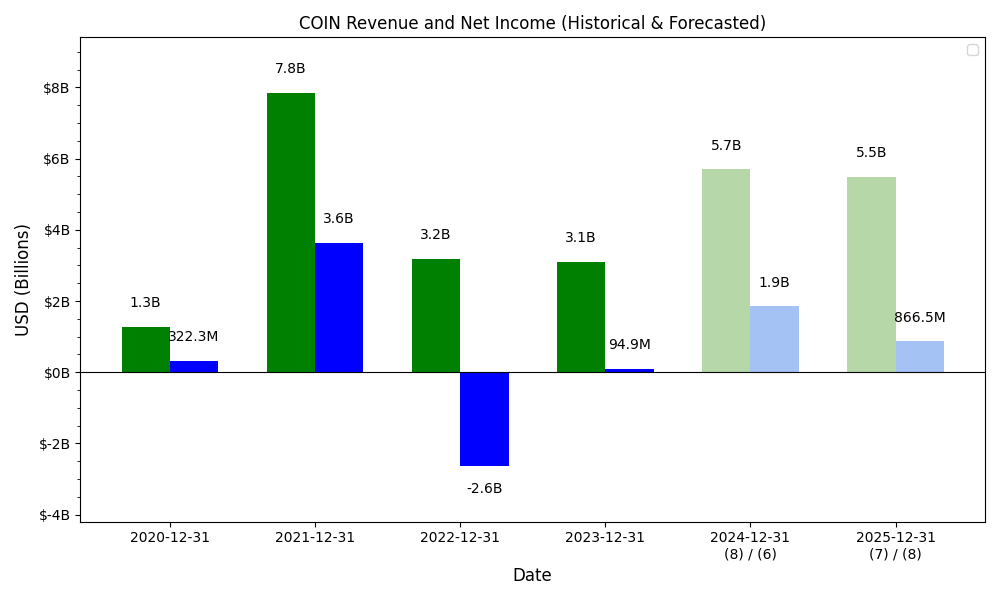 COIN Revenue and Net Income (Historical & Forecasted)
USD (Billions)
$8B
$6B
$4B
$2B
$0B
$-2B
$-4B
1.3B
322.3M
7.8B
3.6B
3.2B
-2.6B
3.1B
94.9M
5.7B
1.9B
5.5B
866.5M
2020-12-31
2021-12-31
2022-12-31
2023-12-31
2024-12-31
(8) / (6)
2025-12-31
(7) / (8)
Date